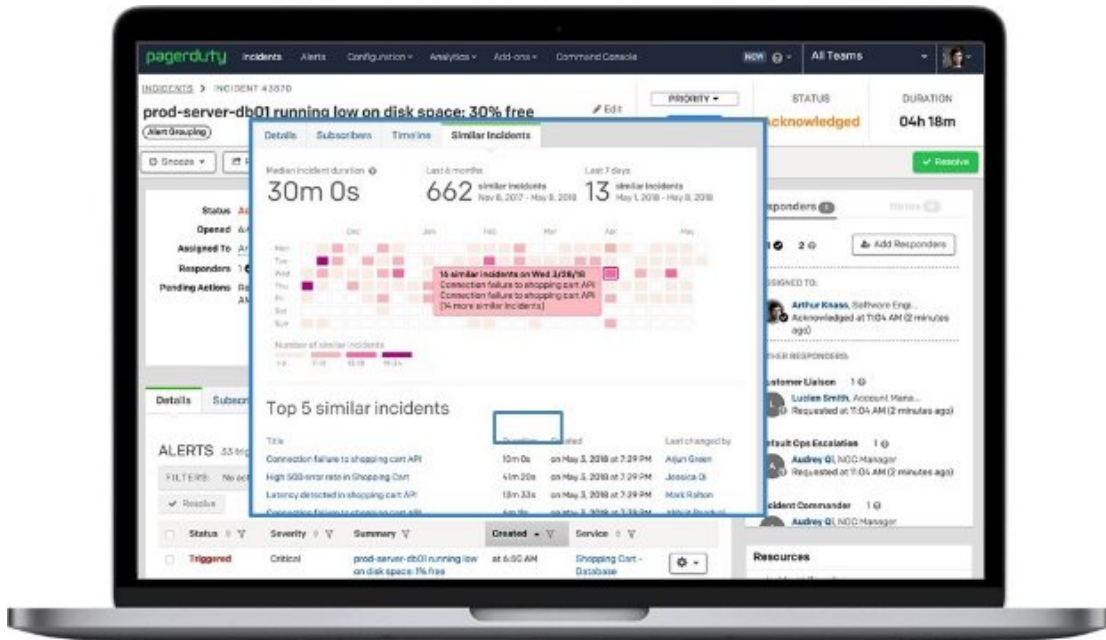 pagerduty Incidents Alerts Configuration Analytics Add-ons Command Console NEW All Teams
INCIDENTS > INCIDENT 43870
prod-server-db01 running low on disk space: 30% free
Edit
PRIORITY
STATUS
DURATION
(Alert Grouping)
Acknowledged
04h 18m
Snooze
Resolve
Details Subscribers Timeline Similar Incidents
Median incident duration
Last 6 months
Last 7 days
30m 0s
662 similar incidents
Nov 8, 2017 - May 8, 2018
13 similar incidents
May 1, 2018 - May 8, 2018
Dec Jan Feb Mar Apr May
Mon
Tue
Wed
Thu
Fri
Sat
Sun
16 similar incidents on Wed 3/28/18
Connection failure to shopping cart API
Connection failure to shopping cart API
(14 more similar incidents)
Number of similar incidents
Status
Opened
Assigned To
Responders 1
Pending Actions
Add Responders
Arthur Knass, Software Engi...
Acknowledged at 11:04 AM (2 minutes
ago)
Customer Liaison 1
Lucien Smith, Account Mana...
Requested at 11:04 AM (2 minutes ago)
Default Ops Escalation 1
Audrey Qi, NOC Manager
Requested at 11:04 AM (2 minutes ago)
Incident Commander 1
Audrey Qi, NOC Manager
Resources
Top 5 similar incidents
Title Created Last changed by
Connection failure to shopping cart API 10m 0s on May 3, 2018 at 7:29 PM Arjun Green
High 500 error rate in Shopping Cart 41m 20s on May 3, 2018 at 7:29 PM Jessica Qi
Latency detected in shopping cart API 13m 33s on May 3, 2018 at 7:29 PM Mark Ralton
Details
ALERTS
FILTERS
Resolve
Status Severity Summary Created Service
Triggered Critical prod-server-db01 running low
on disk space: 1% free
at 6:50 AM
Shopping Cart -
Database